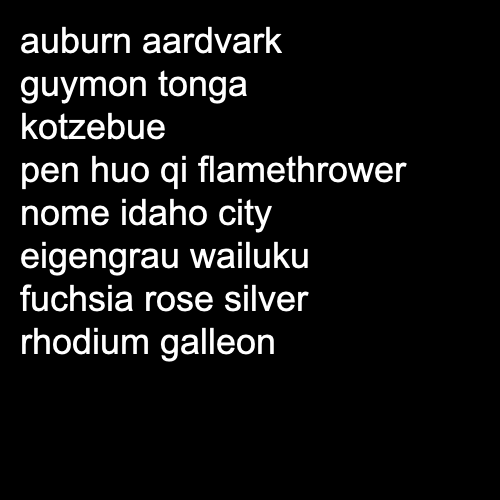 auburn aardvark
guymon tonga
kotzebue
pen huo qi flamethrower
nome idaho city
eigengrau wailuku
fuchsia rose silver
rhodium galleon